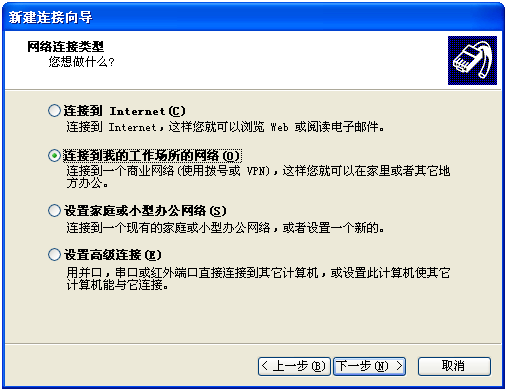 新建连接向导
网络连接类型
您想做什么?
连接到 Internet(C)
连接到 Internet，这样您就可以浏览 Web 或阅读电子邮件。
连接到我的工作场所的网络(O)
连接到一个商业网络(使用拨号或 VPN)，这样您就可以在家里或者其它地
方办公。
设置家庭或小型办公网络(S)
连接到一个现有的家庭或小型办公网络，或者设置一个新的。
设置高级连接(E)
用并口，串口或红外端口直接连接到其它计算机，或设置此计算机使其它
计算机能与它连接。
< 上一步(B) 下一步(N) > 取消